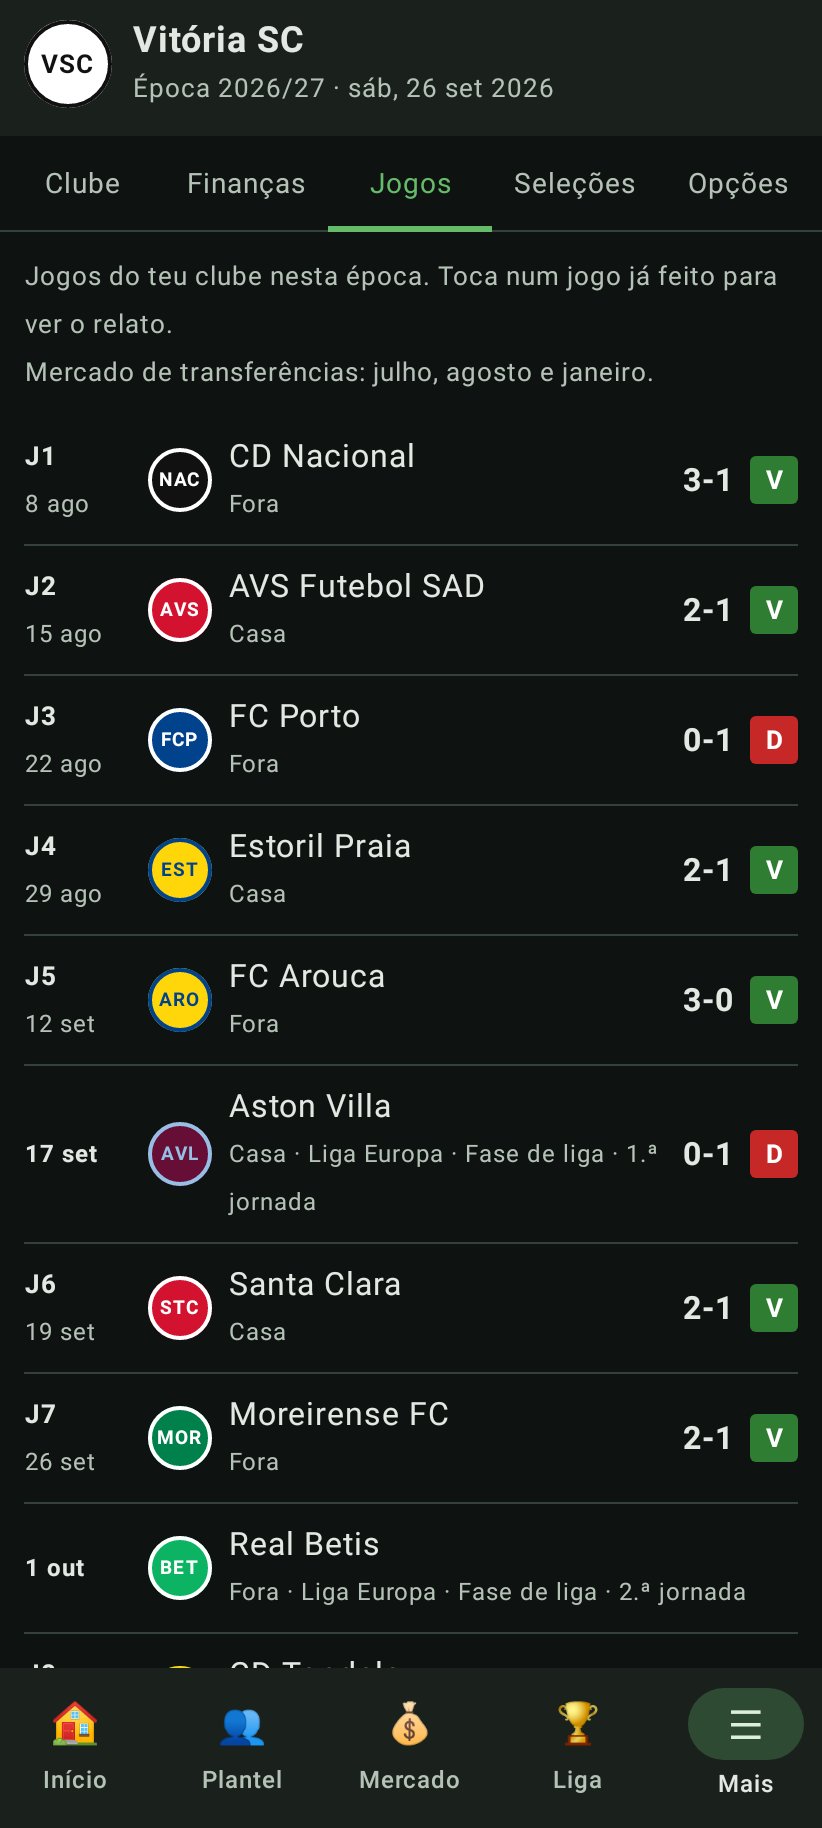 VSC
Vitória SC
Época 2026/27 · sáb, 26 set 2026
Clube
Finanças
Jogos
Seleções
Opções
Jogos do teu clube nesta época. Toca num jogo já feito para
ver o relato.
Mercado de transferências: julho, agosto e janeiro.
J1
8 ago
NAC
CD Nacional
Fora
3-1
V
J2
15 ago
AVS
AVS Futebol SAD
Casa
2-1
V
J3
22 ago
FCP
FC Porto
Fora
0-1
D
J4
29 ago
EST
Estoril Praia
Casa
2-1
V
J5
12 set
ARO
FC Arouca
Fora
3-0
V
17 set
AVL
Aston Villa
Casa · Liga Europa · Fase de liga · 1.ª
jornada
0-1
D
J6
19 set
STC
Santa Clara
Casa
2-1
V
J7
26 set
MOR
Moreirense FC
Fora
2-1
V
1 out
BET
Real Betis
Fora · Liga Europa · Fase de liga · 2.ª jornada
Início
Plantel
Mercado
Liga
Mais